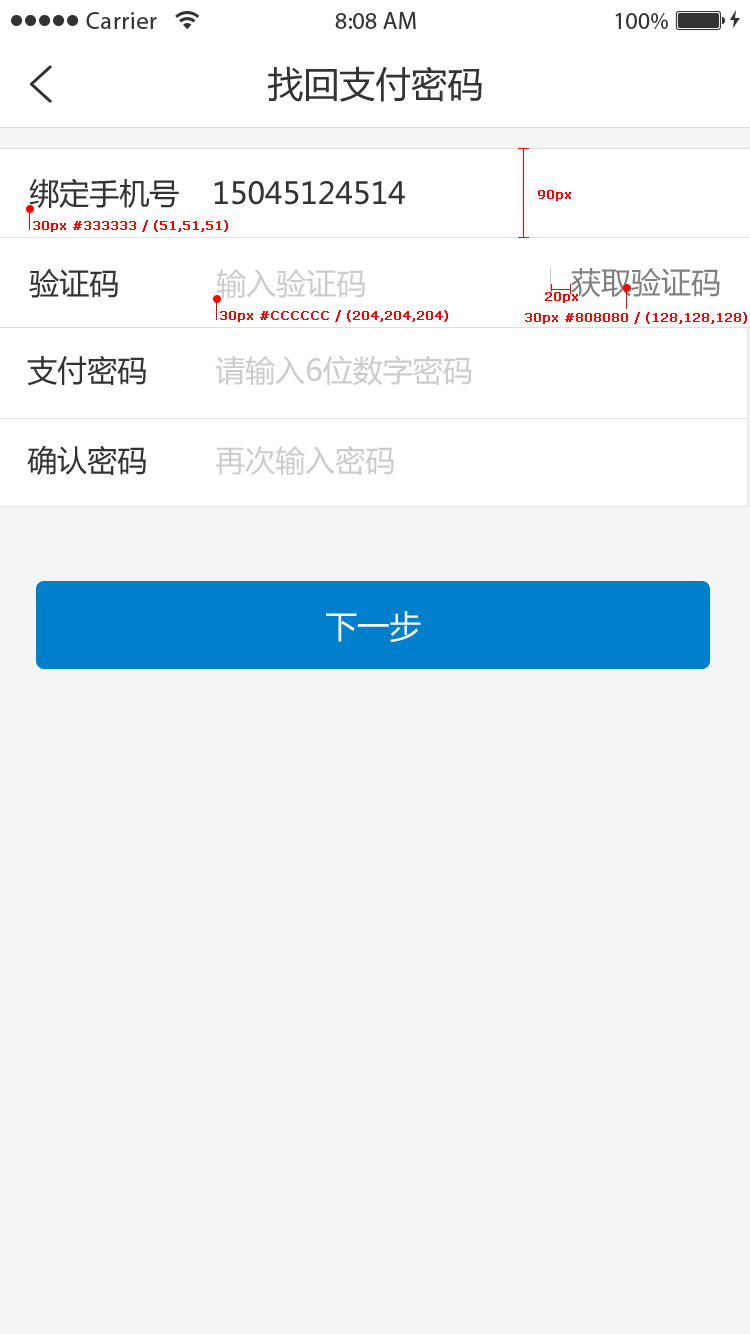 Carrier 8:08 AM 100%
找回支付密码
绑定手机号 15045124514 90px
30px #333333 / (51,51,51)
验证码 输入验证码 获取验证码
20px
30px #CCCCCC / (204,204,204) 30px #808080 / (128,128,128)
支付密码 请输入6位数字密码
确认密码 再次输入密码
下一步